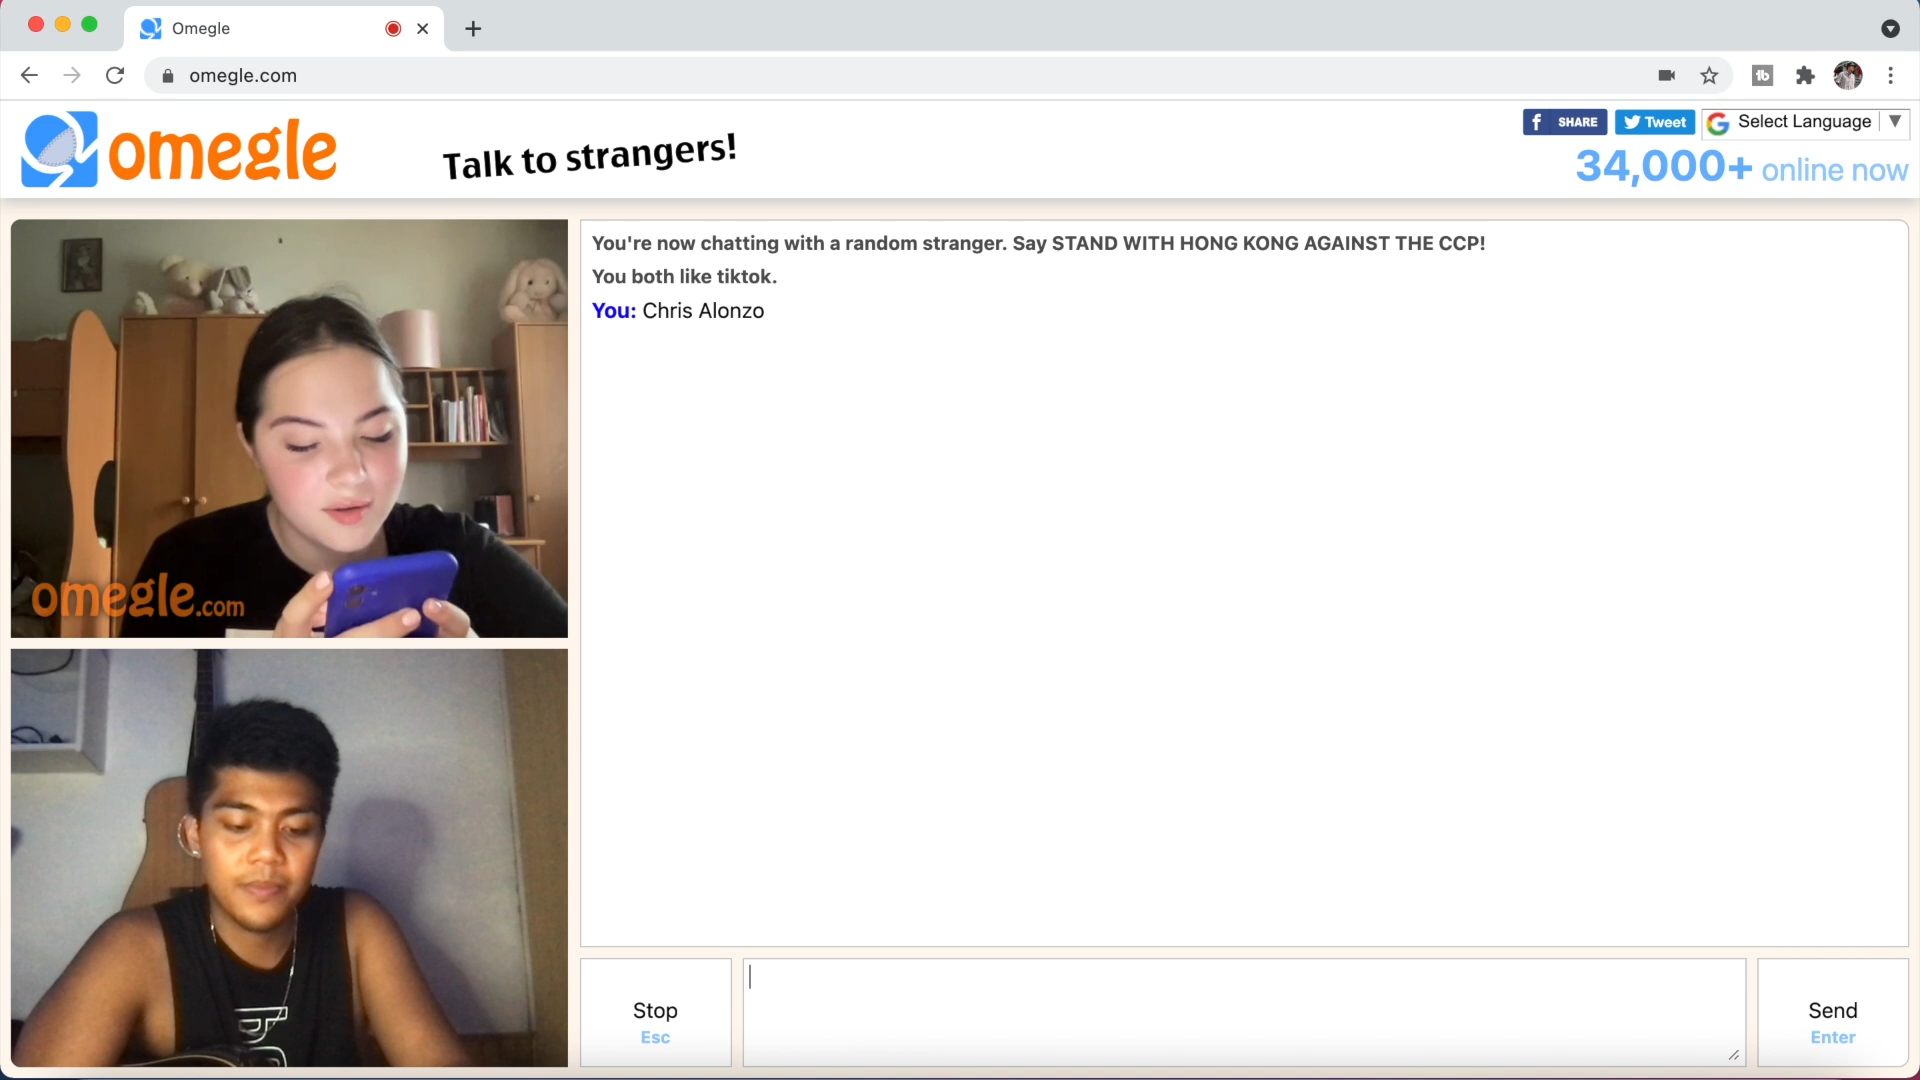 Omegle
omegle.com
omegle
Talk to strangers!
SHARE
Tweet
Select Language
34,000+ online now
You're now chatting with a random stranger. Say STAND WITH HONG KONG AGAINST THE CCP!
You both like tiktok.
You: Chris Alonzo
omegle.com
Stop
Esc
Send
Enter